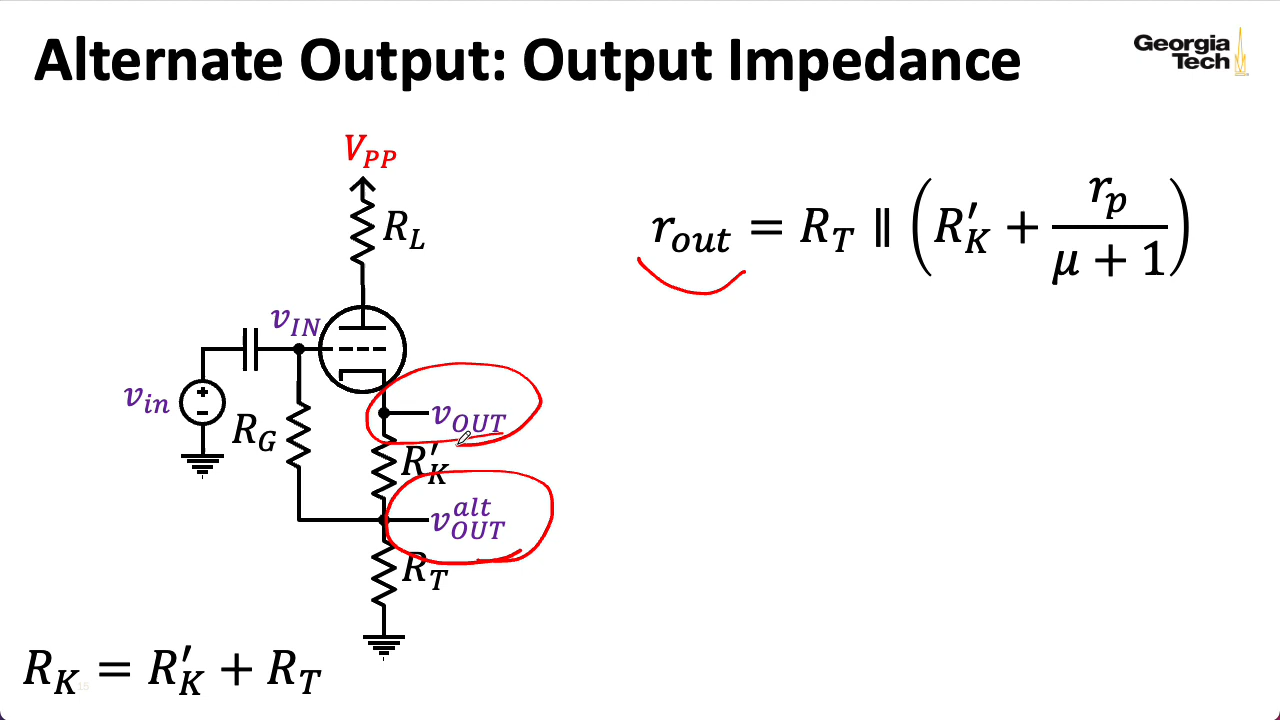 Alternate Output: Output Impedance
Georgia
Tech
V_PP
R_L
r_out = R_T ∥ (R′_K + r_p / (μ + 1))
v_IN
v_in
R_G
v_OUT
R′_K
v_OUT^alt
R_T
R_K = R′_K + R_T
15